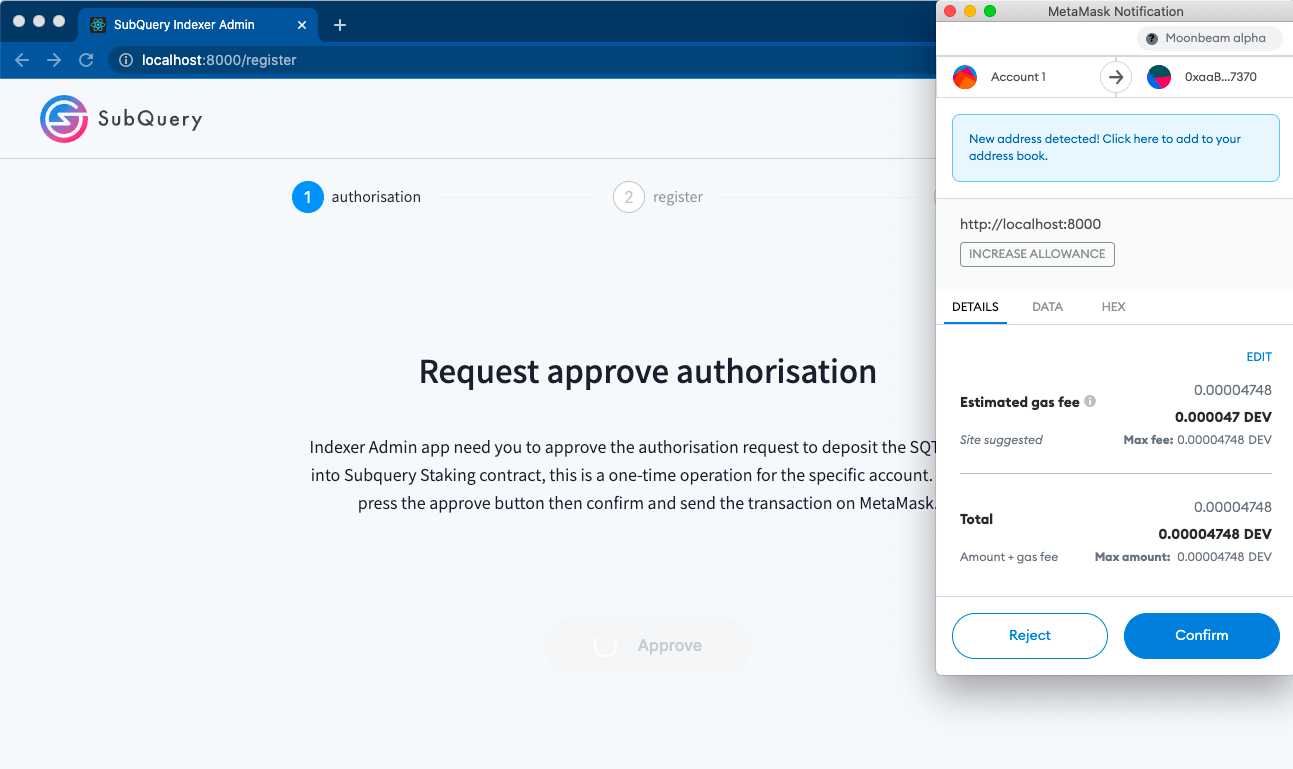 SubQuery Indexer Admin
localhost:8000/register
SubQuery
1 authorisation
2 register
Request approve authorisation
Indexer Admin app need you to approve the authorisation request to deposit the SQT
into Subquery Staking contract, this is a one-time operation for the specific account.
press the approve button then confirm and send the transaction on MetaMask.
Approve
MetaMask Notification
? Moonbeam alpha
Account 1
0xaaB...7370
New address detected! Click here to add to your
address book.
http://localhost:8000
INCREASE ALLOWANCE
DETAILS DATA HEX
EDIT
0.00004748
Estimated gas fee
0.000047 DEV
Site suggested Max fee: 0.00004748 DEV
0.00004748
Total
0.00004748 DEV
Amount + gas fee Max amount: 0.00004748 DEV
Reject Confirm